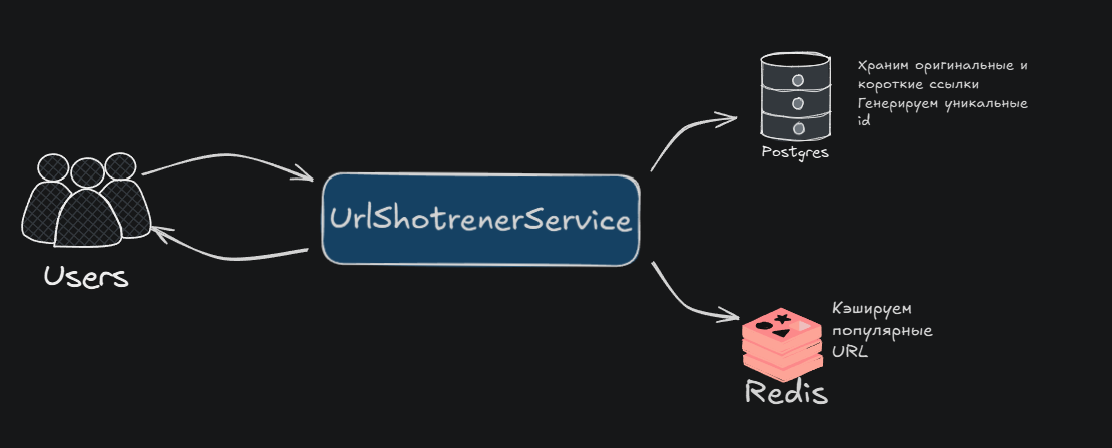 Users
UrlShotrenerService
Postgres
Храним оригинальные и
короткие ссылки
Генерируем уникальные
id
Redis
Кэшируем
популярные
URL